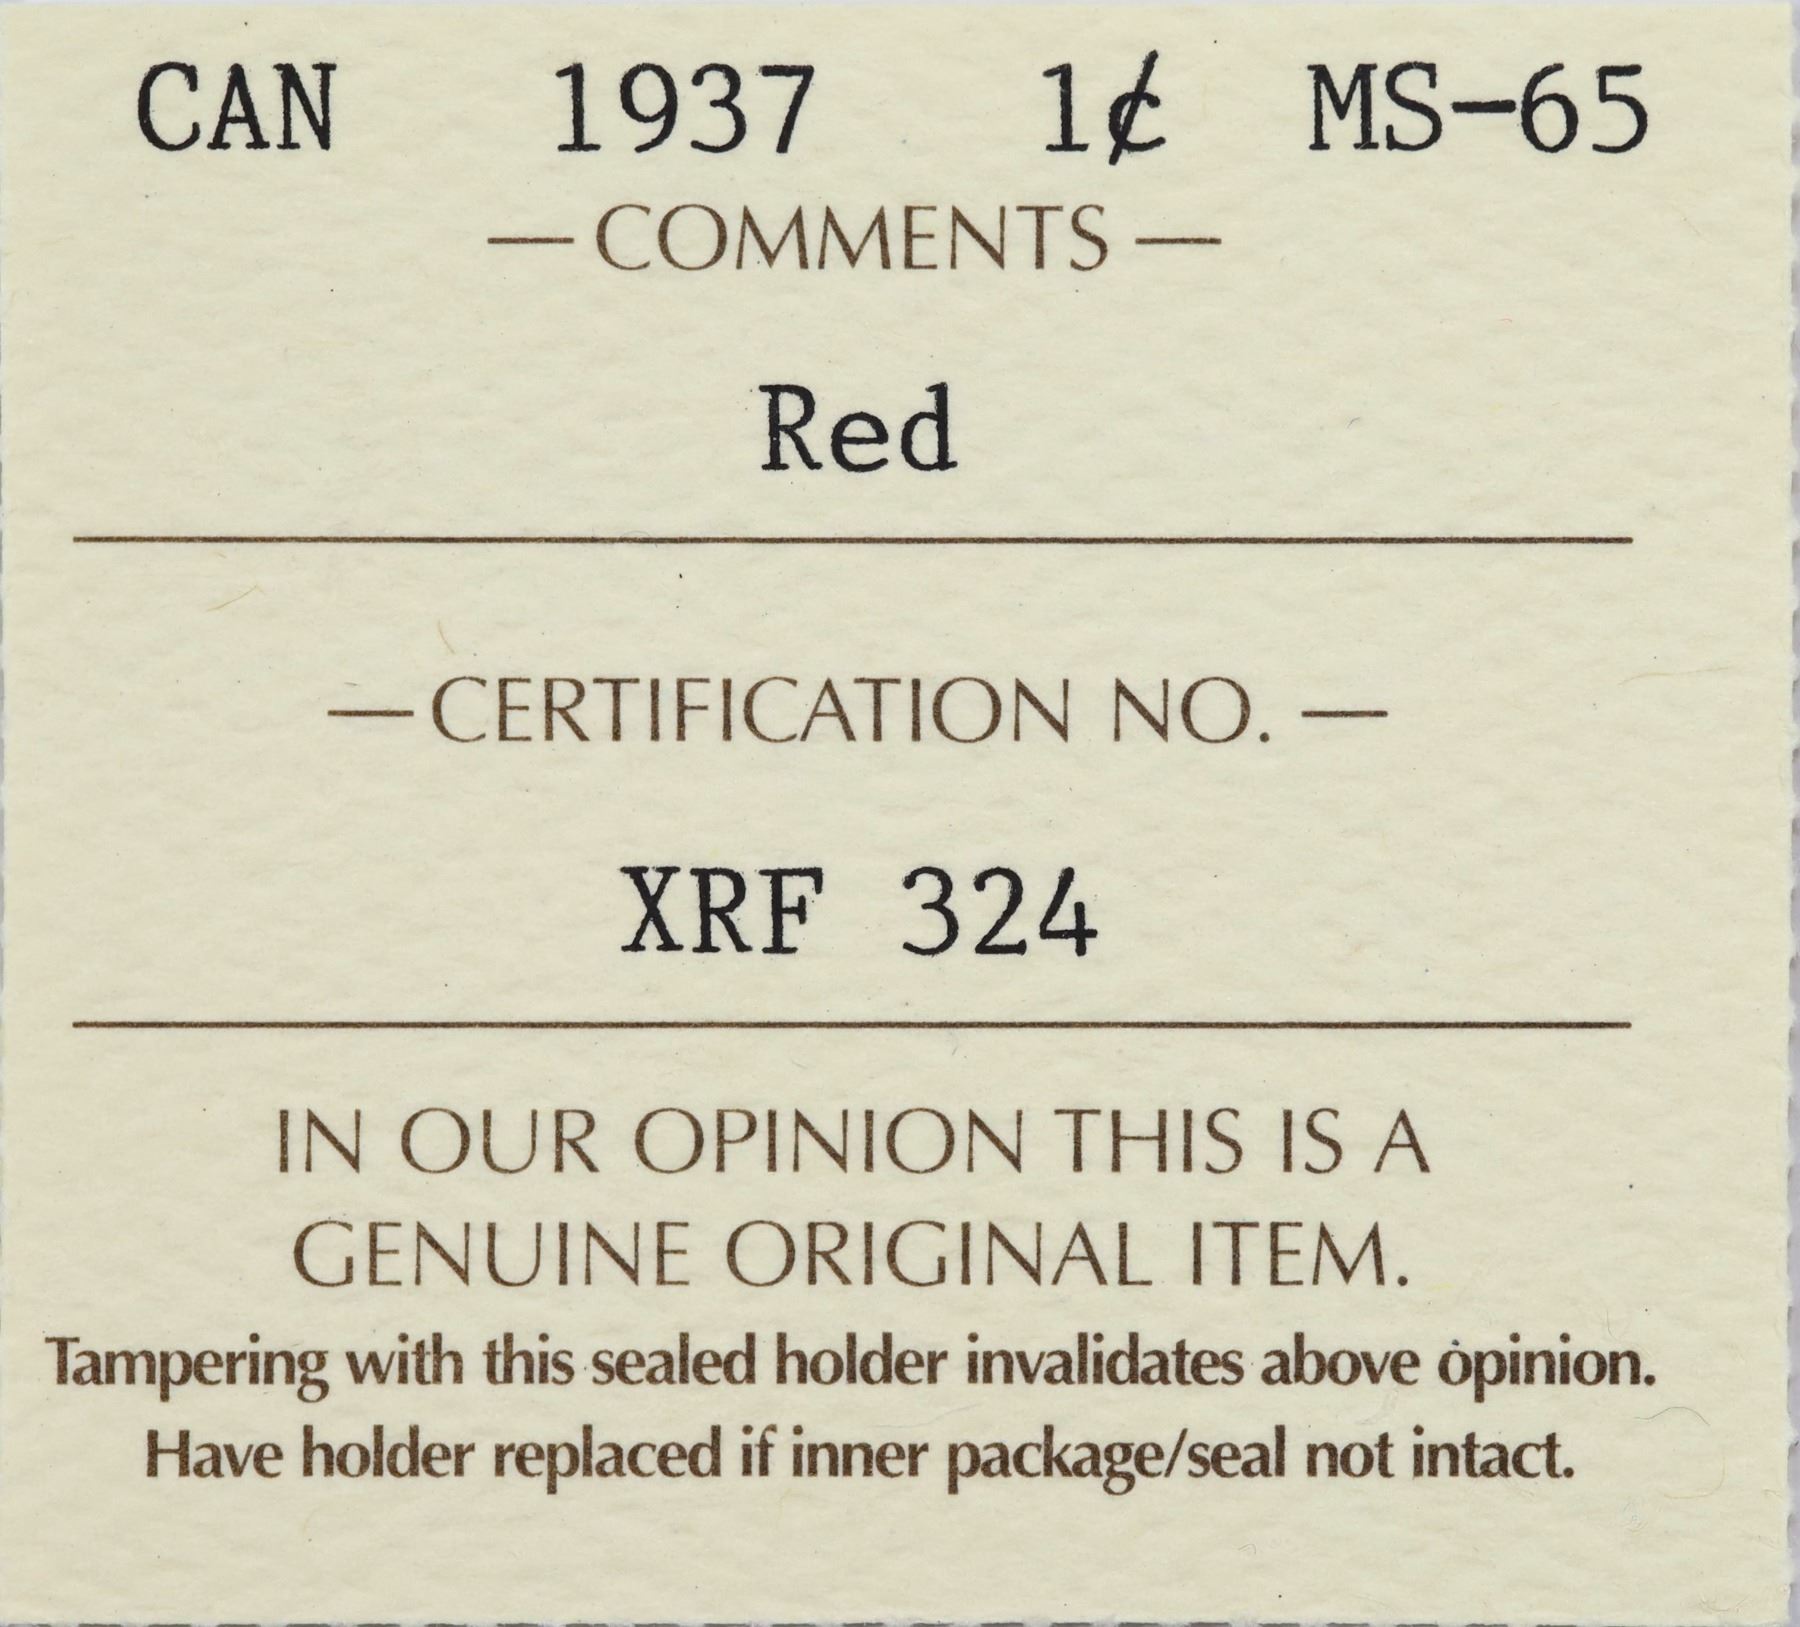 CAN 1937 1¢ MS-65
— COMMENTS —
Red
— CERTIFICATION NO. —
XRF 324
IN OUR OPINION THIS IS A
GENUINE ORIGINAL ITEM.
Tampering with this sealed holder invalidates above opinion.
Have holder replaced if inner package/seal not intact.